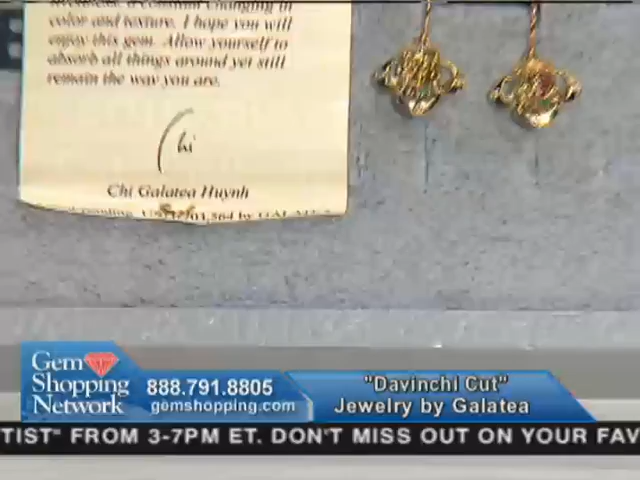 color and texture. I hope you will
enjoy this gem. Allow yourself to
absorb all things around yet still
remain the way you are.
Chi
Chi Galatea Huynh
Gem
Shopping
Network
888.791.8805
gemshopping.com
"Davinchi Cut"
Jewelry by Galatea
TIST" FROM 3-7PM ET. DON'T MISS OUT ON YOUR FAV